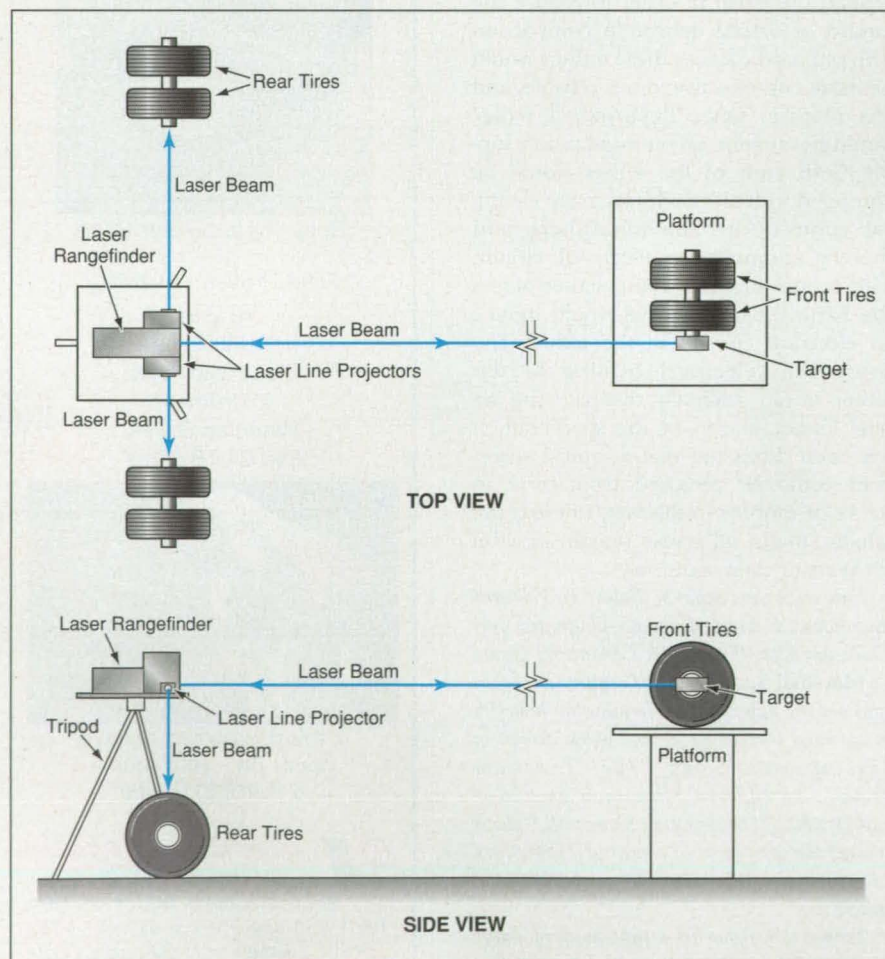 Rear Tires
Laser Beam
Laser
Rangefinder
Platform
Front Tires
Laser Beam
Target
Laser Line Projectors
Laser Beam
TOP VIEW
Laser Rangefinder
Front Tires
Laser Beam
Target
Laser Line Projector
Tripod
Laser Beam
Platform
Rear Tires
SIDE VIEW